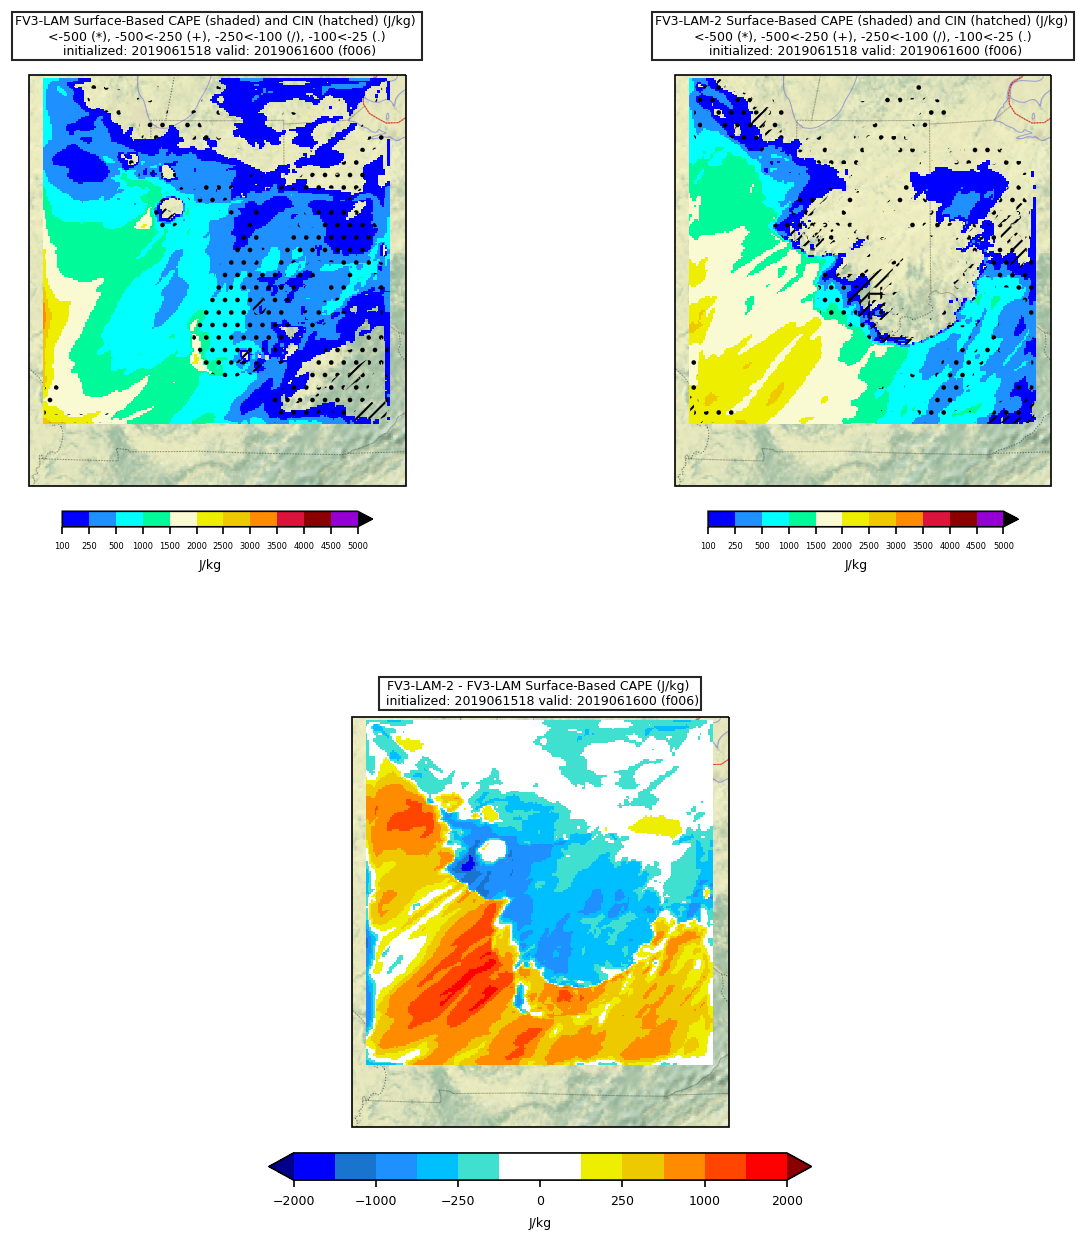 FV3-LAM Surface-Based CAPE (shaded) and CIN (hatched) (J/kg)
<-500 (*), -500<-250 (+), -250<-100 (/), -100<-25 (.)
initialized: 2019061518 valid: 2019061600 (f006)
FV3-LAM-2 Surface-Based CAPE (shaded) and CIN (hatched) (J/kg)
<-500 (*), -500<-250 (+), -250<-100 (/), -100<-25 (.)
initialized: 2019061518 valid: 2019061600 (f006)
100 250 500 1000 1500 2000 2500 3000 3500 4000 4500 5000
J/kg
100 250 500 1000 1500 2000 2500 3000 3500 4000 4500 5000
J/kg
FV3-LAM-2 - FV3-LAM Surface-Based CAPE (J/kg)
initialized: 2019061518 valid: 2019061600 (f006)
−2000 −1000 −250 0 250 1000 2000
J/kg